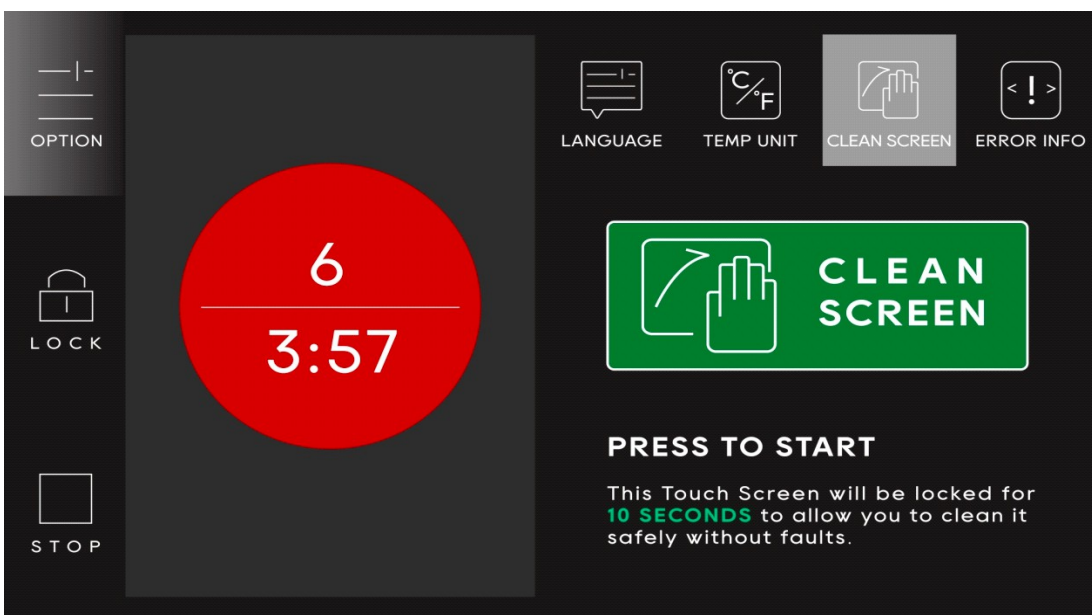 OPTION
LOCK
STOP
6
3:57
LANGUAGE
°C/°F
TEMP UNIT
CLEAN SCREEN
< ! >
ERROR INFO
CLEAN
SCREEN
PRESS TO START
This Touch Screen will be locked for
10 SECONDS to allow you to clean it
safely without faults.